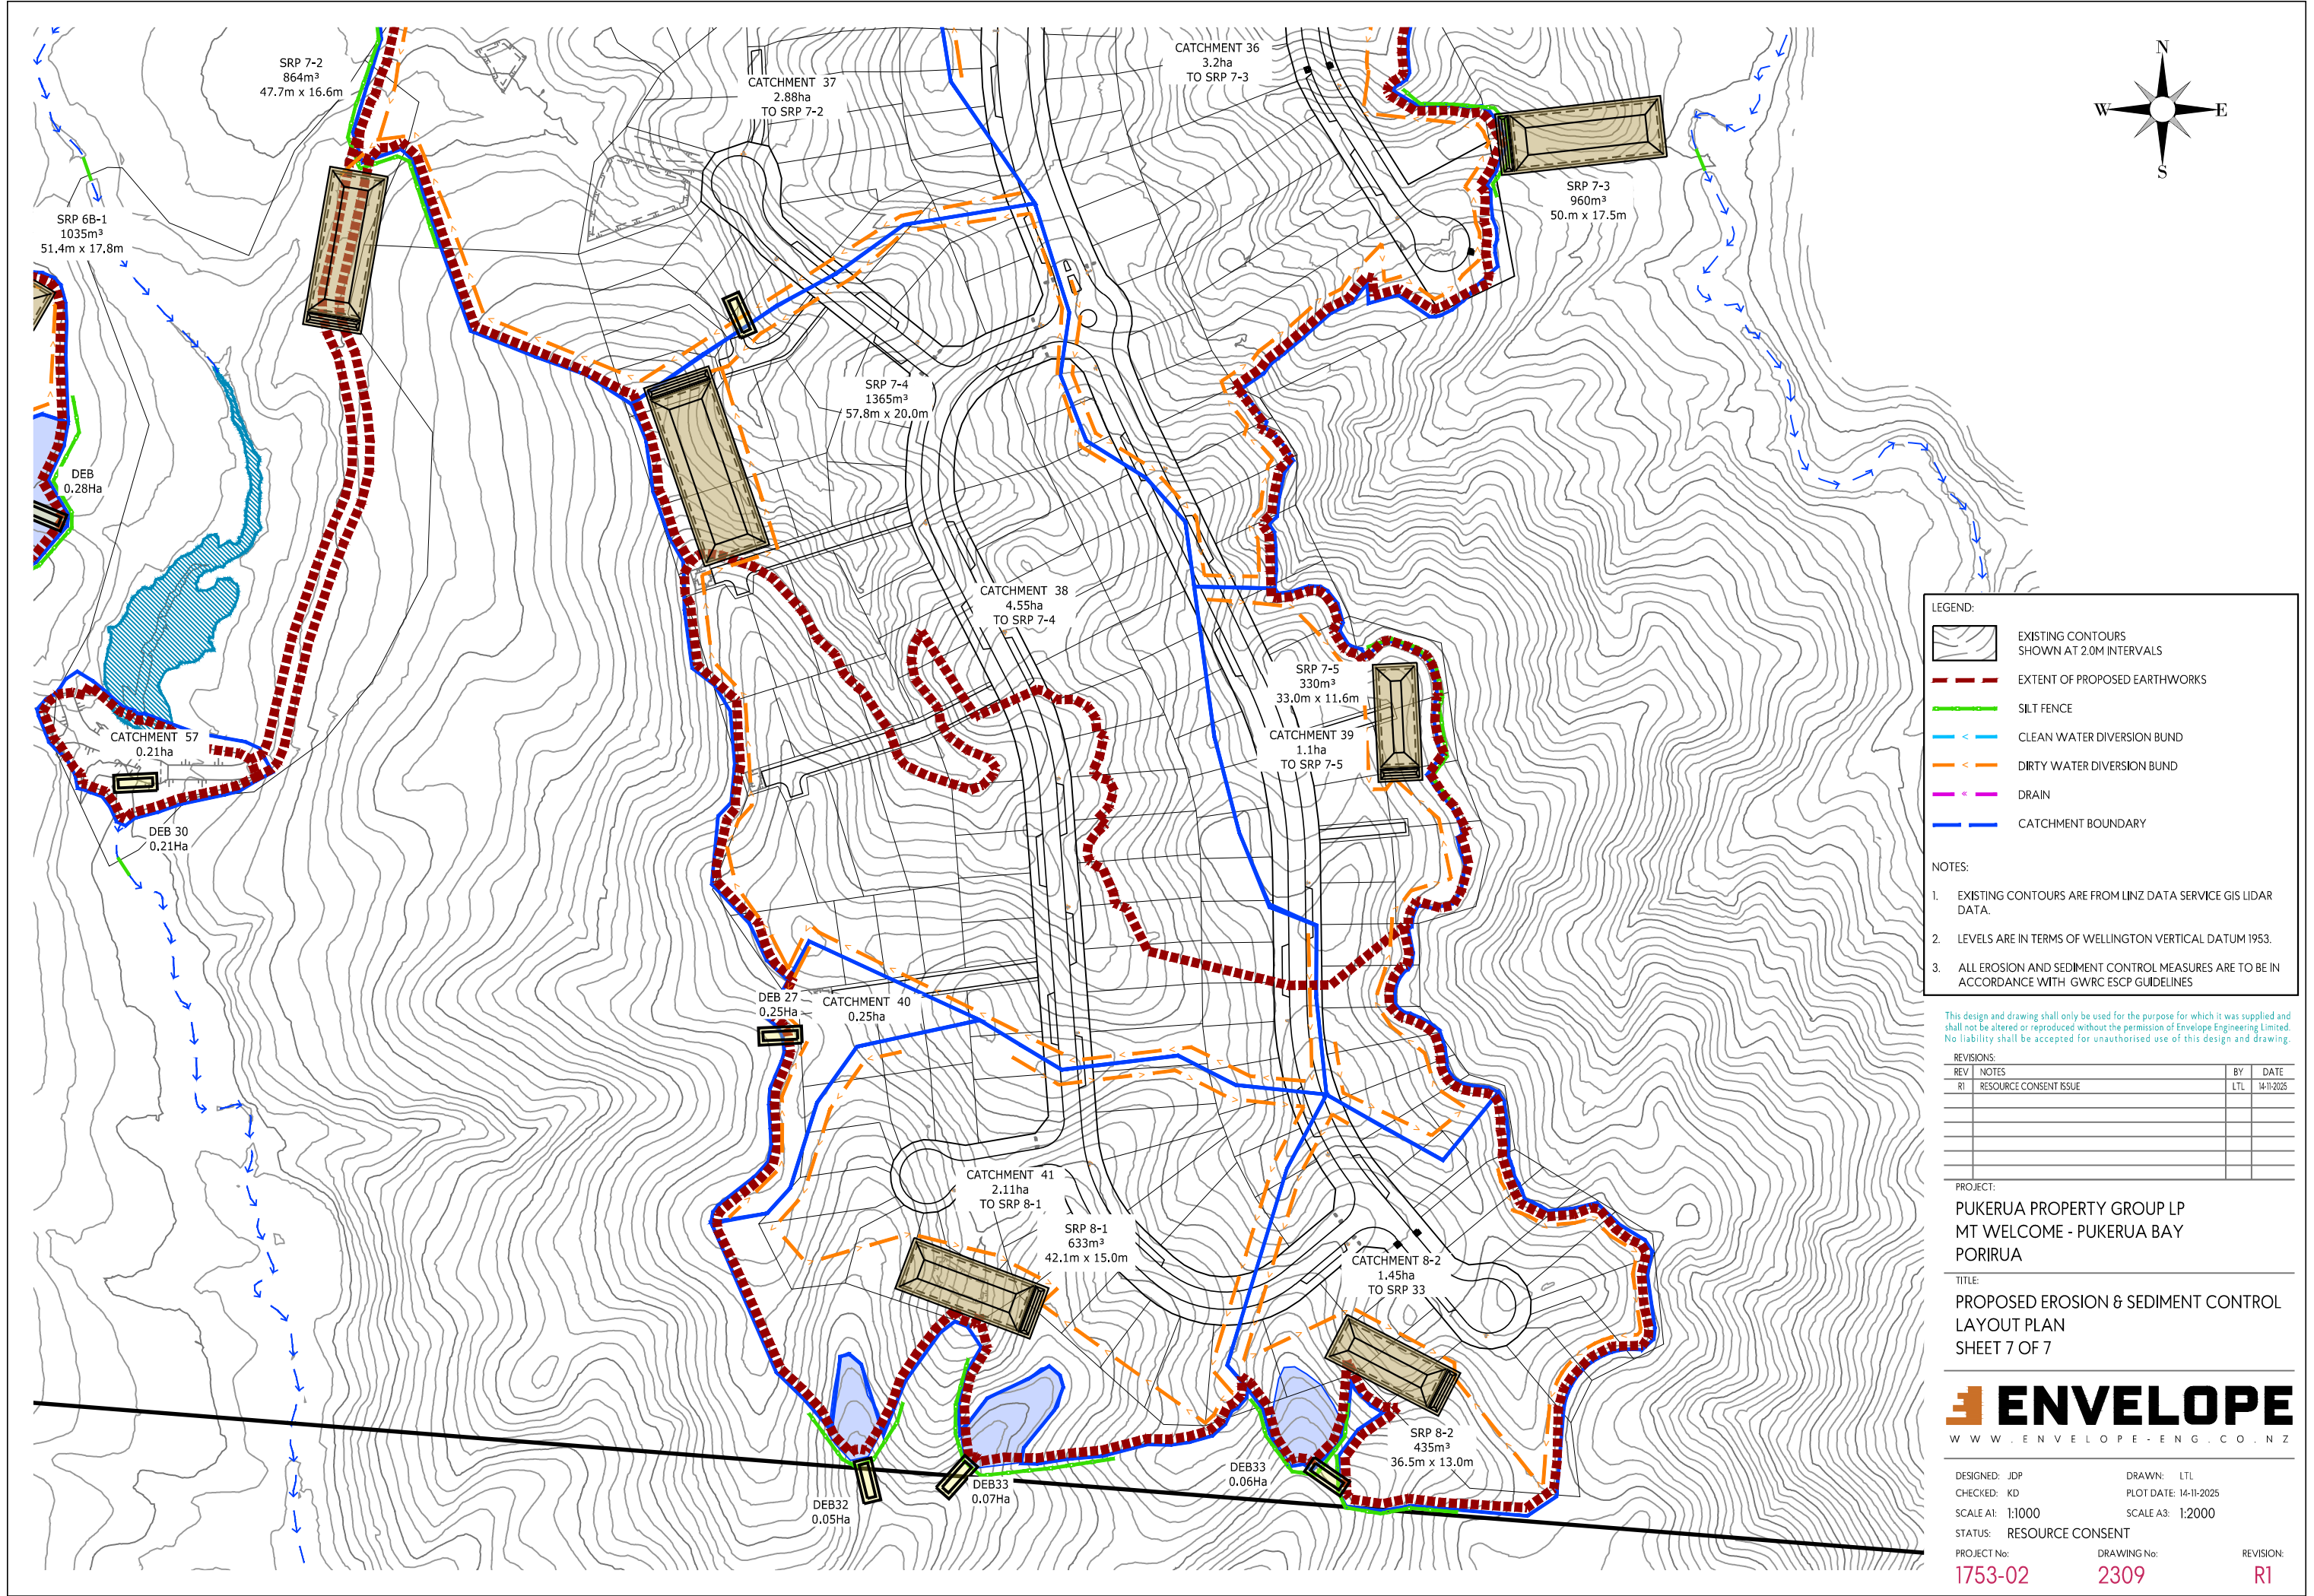 SRP 7-2
864m³
47.7m x 16.6m
CATCHMENT 37
2.88ha
TO SRP 7-2
CATCHMENT 36
3.2ha
TO SRP 7-3
N
W
E
S
SRP 7-3
960m³
50.m x 17.5m
SRP 6B-1
1035m³
51.4m x 17.8m
SRP 7-4
1365m³
57.8m x 20.0m
DEB
0.28Ha
CATCHMENT 38
4.55ha
TO SRP 7-4
SRP 7-5
330m³
33.0m x 11.6m
CATCHMENT 39
1.1ha
TO SRP 7-5
CATCHMENT 57
0.21ha
DEB 30
0.21Ha
DEB 27
0.25Ha
CATCHMENT 40
0.25ha
CATCHMENT 41
2.11ha
TO SRP 8-1
SRP 8-1
633m³
42.1m x 15.0m
CATCHMENT 8-2
1.45ha
TO SRP 33
SRP 8-2
435m³
36.5m x 13.0m
DEB32
0.05Ha
DEB33
0.07Ha
DEB33
0.06Ha
LEGEND:
EXISTING CONTOURS
SHOWN AT 2.0M INTERVALS
EXTENT OF PROPOSED EARTHWORKS
SILT FENCE
CLEAN WATER DIVERSION BUND
DIRTY WATER DIVERSION BUND
DRAIN
CATCHMENT BOUNDARY
NOTES:
1. EXISTING CONTOURS ARE FROM LINZ DATA SERVICE GIS LIDAR
DATA.
2. LEVELS ARE IN TERMS OF WELLINGTON VERTICAL DATUM 1953.
3. ALL EROSION AND SEDIMENT CONTROL MEASURES ARE TO BE IN
ACCORDANCE WITH GWRC ESCP GUIDELINES
This design and drawing shall only be used for the purpose for which it was supplied and
shall not be altered or reproduced without the permission of Envelope Engineering Limited.
No liability shall be accepted for unauthorised use of this design and drawing.
REVISIONS:
REV NOTES BY DATE
R1 RESOURCE CONSENT ISSUE LTL 14-11-2025
PROJECT:
PUKERUA PROPERTY GROUP LP
MT WELCOME - PUKERUA BAY
PORIRUA
TITLE:
PROPOSED EROSION & SEDIMENT CONTROL
LAYOUT PLAN
SHEET 7 OF 7
ENVELOPE
WWW.ENVELOPE-ENG.CO.NZ
DESIGNED: JDP DRAWN: LTL
CHECKED: KD PLOT DATE: 14-11-2025
SCALE A1: 1:1000 SCALE A3: 1:2000
STATUS: RESOURCE CONSENT
PROJECT No: DRAWING No: REVISION:
1753-02 2309 R1